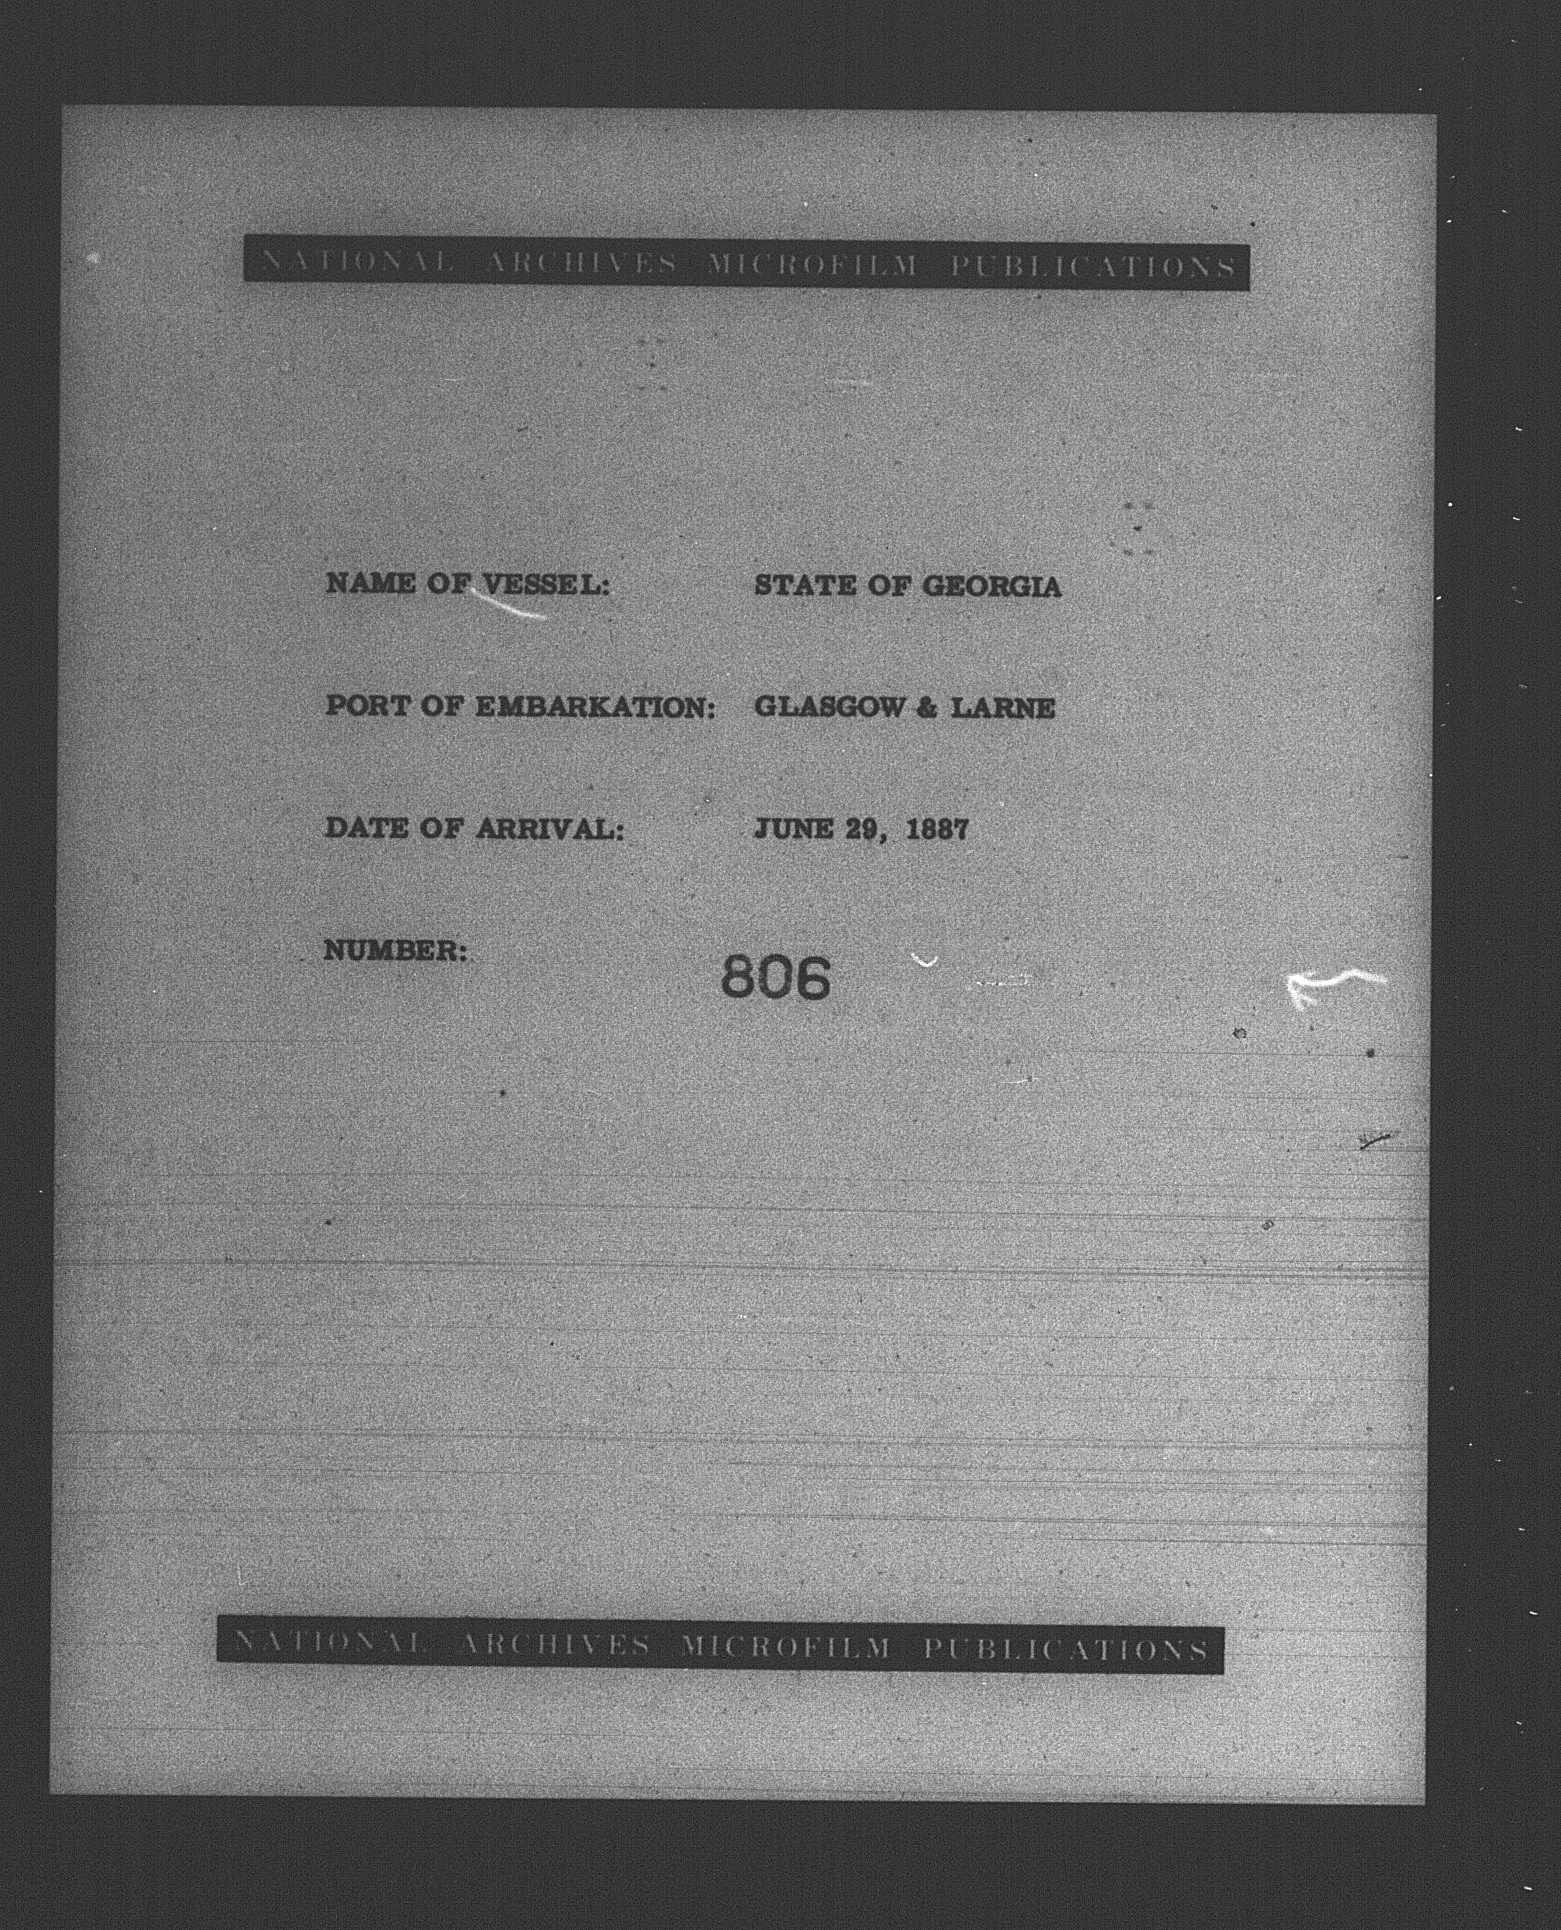 NATIONAL ARCHIVES MICROFILM PUBLICATIONS
NAME OF VESSEL: STATE OF GEORGIA
PORT OF EMBARKATION: GLASGOW & LARNE
DATE OF ARRIVAL: JUNE 29, 1887
NUMBER: 806
NATIONAL ARCHIVES MICROFILM PUBLICATIONS